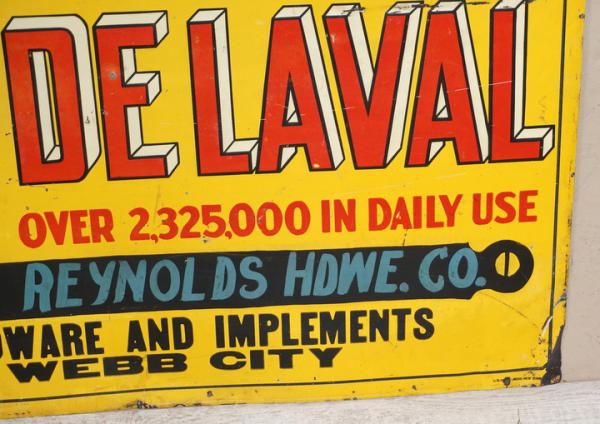 DE LAVAL
OVER 2,325,000 IN DAILY USE
REYNOLDS HDWE. CO.
DWARE AND IMPLEMENTS
WEBB CITY